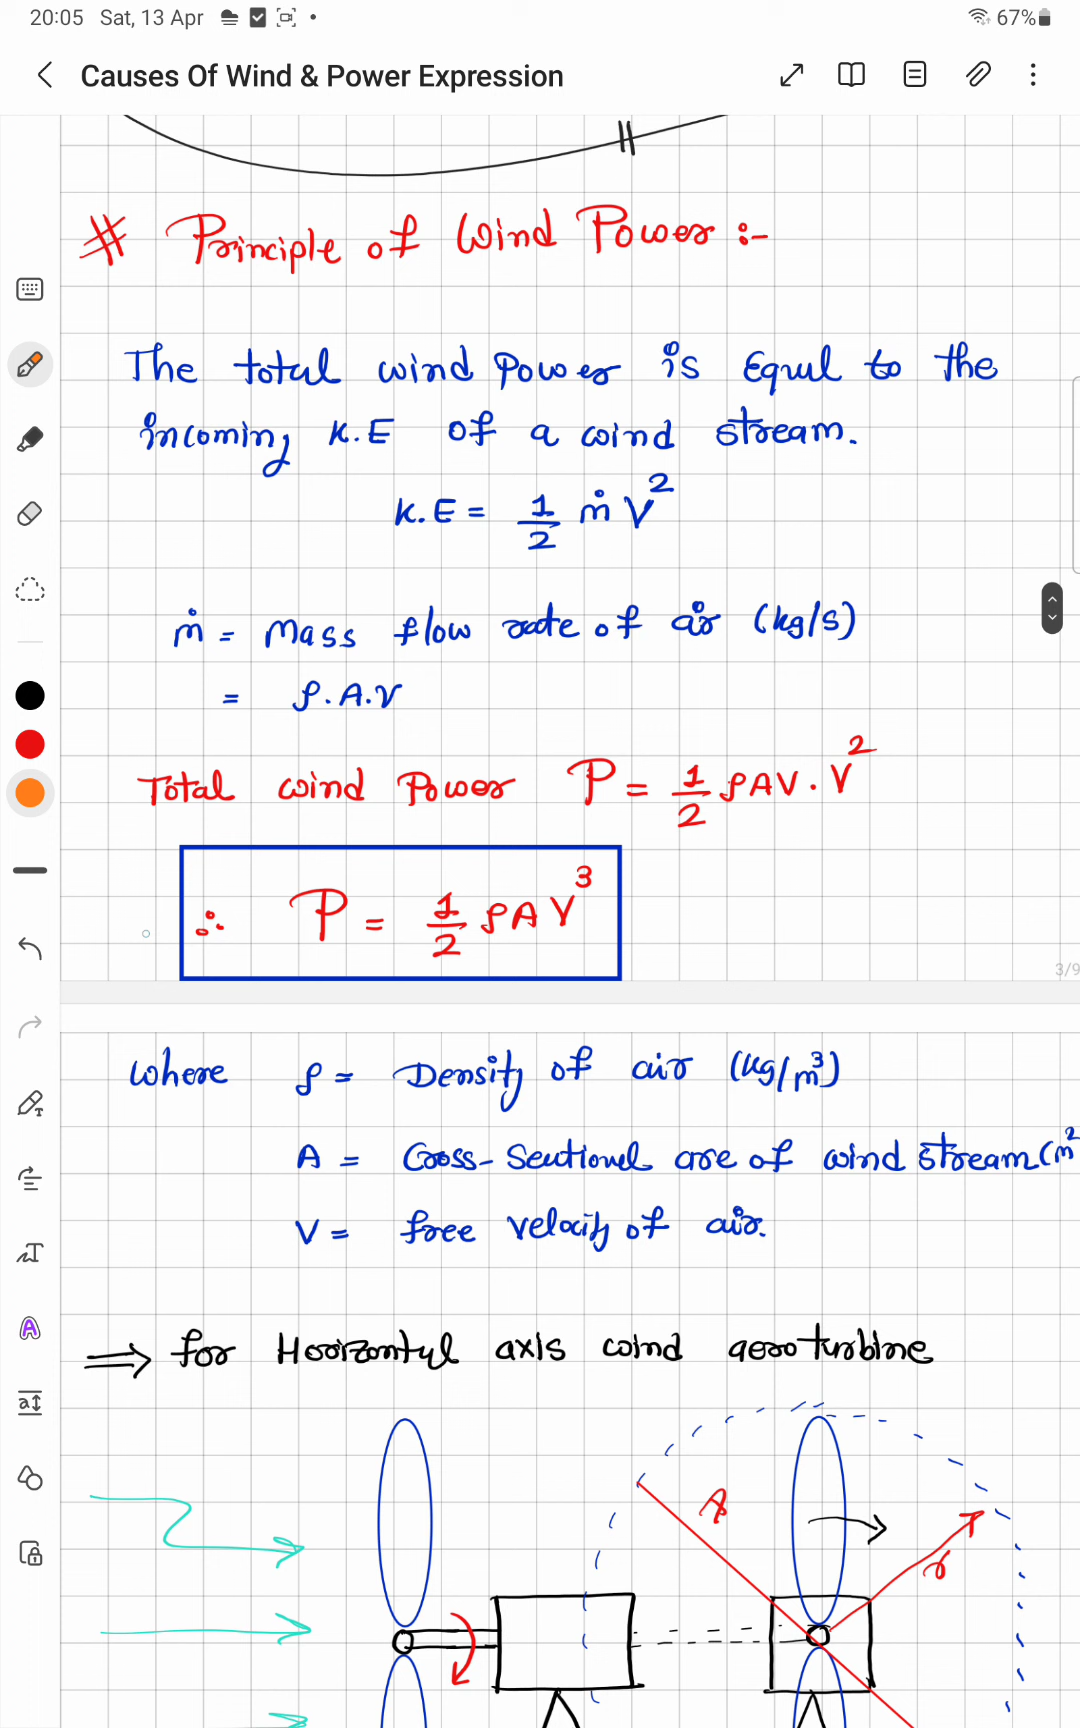 20:05 Sat, 13 Apr
67%
Causes Of Wind & Power Expression
# Principle of Wind Power :-
The total wind Power is Equal to the
incoming K.E of a wind stream.
K.E = 1/2 ṁ V²
ṁ = Mass flow rate of air (kg/s)
= ρ.A.V
Total wind Power P = 1/2 ρAV.V²
∴ P = 1/2 ρAV³
3/9
Where ρ = Density of air (kg/m³)
A = Cross-Sectional are of wind stream (m²
V = free velocity of air.
⇒ for Horizontal axis wind aeroturbine
A
r